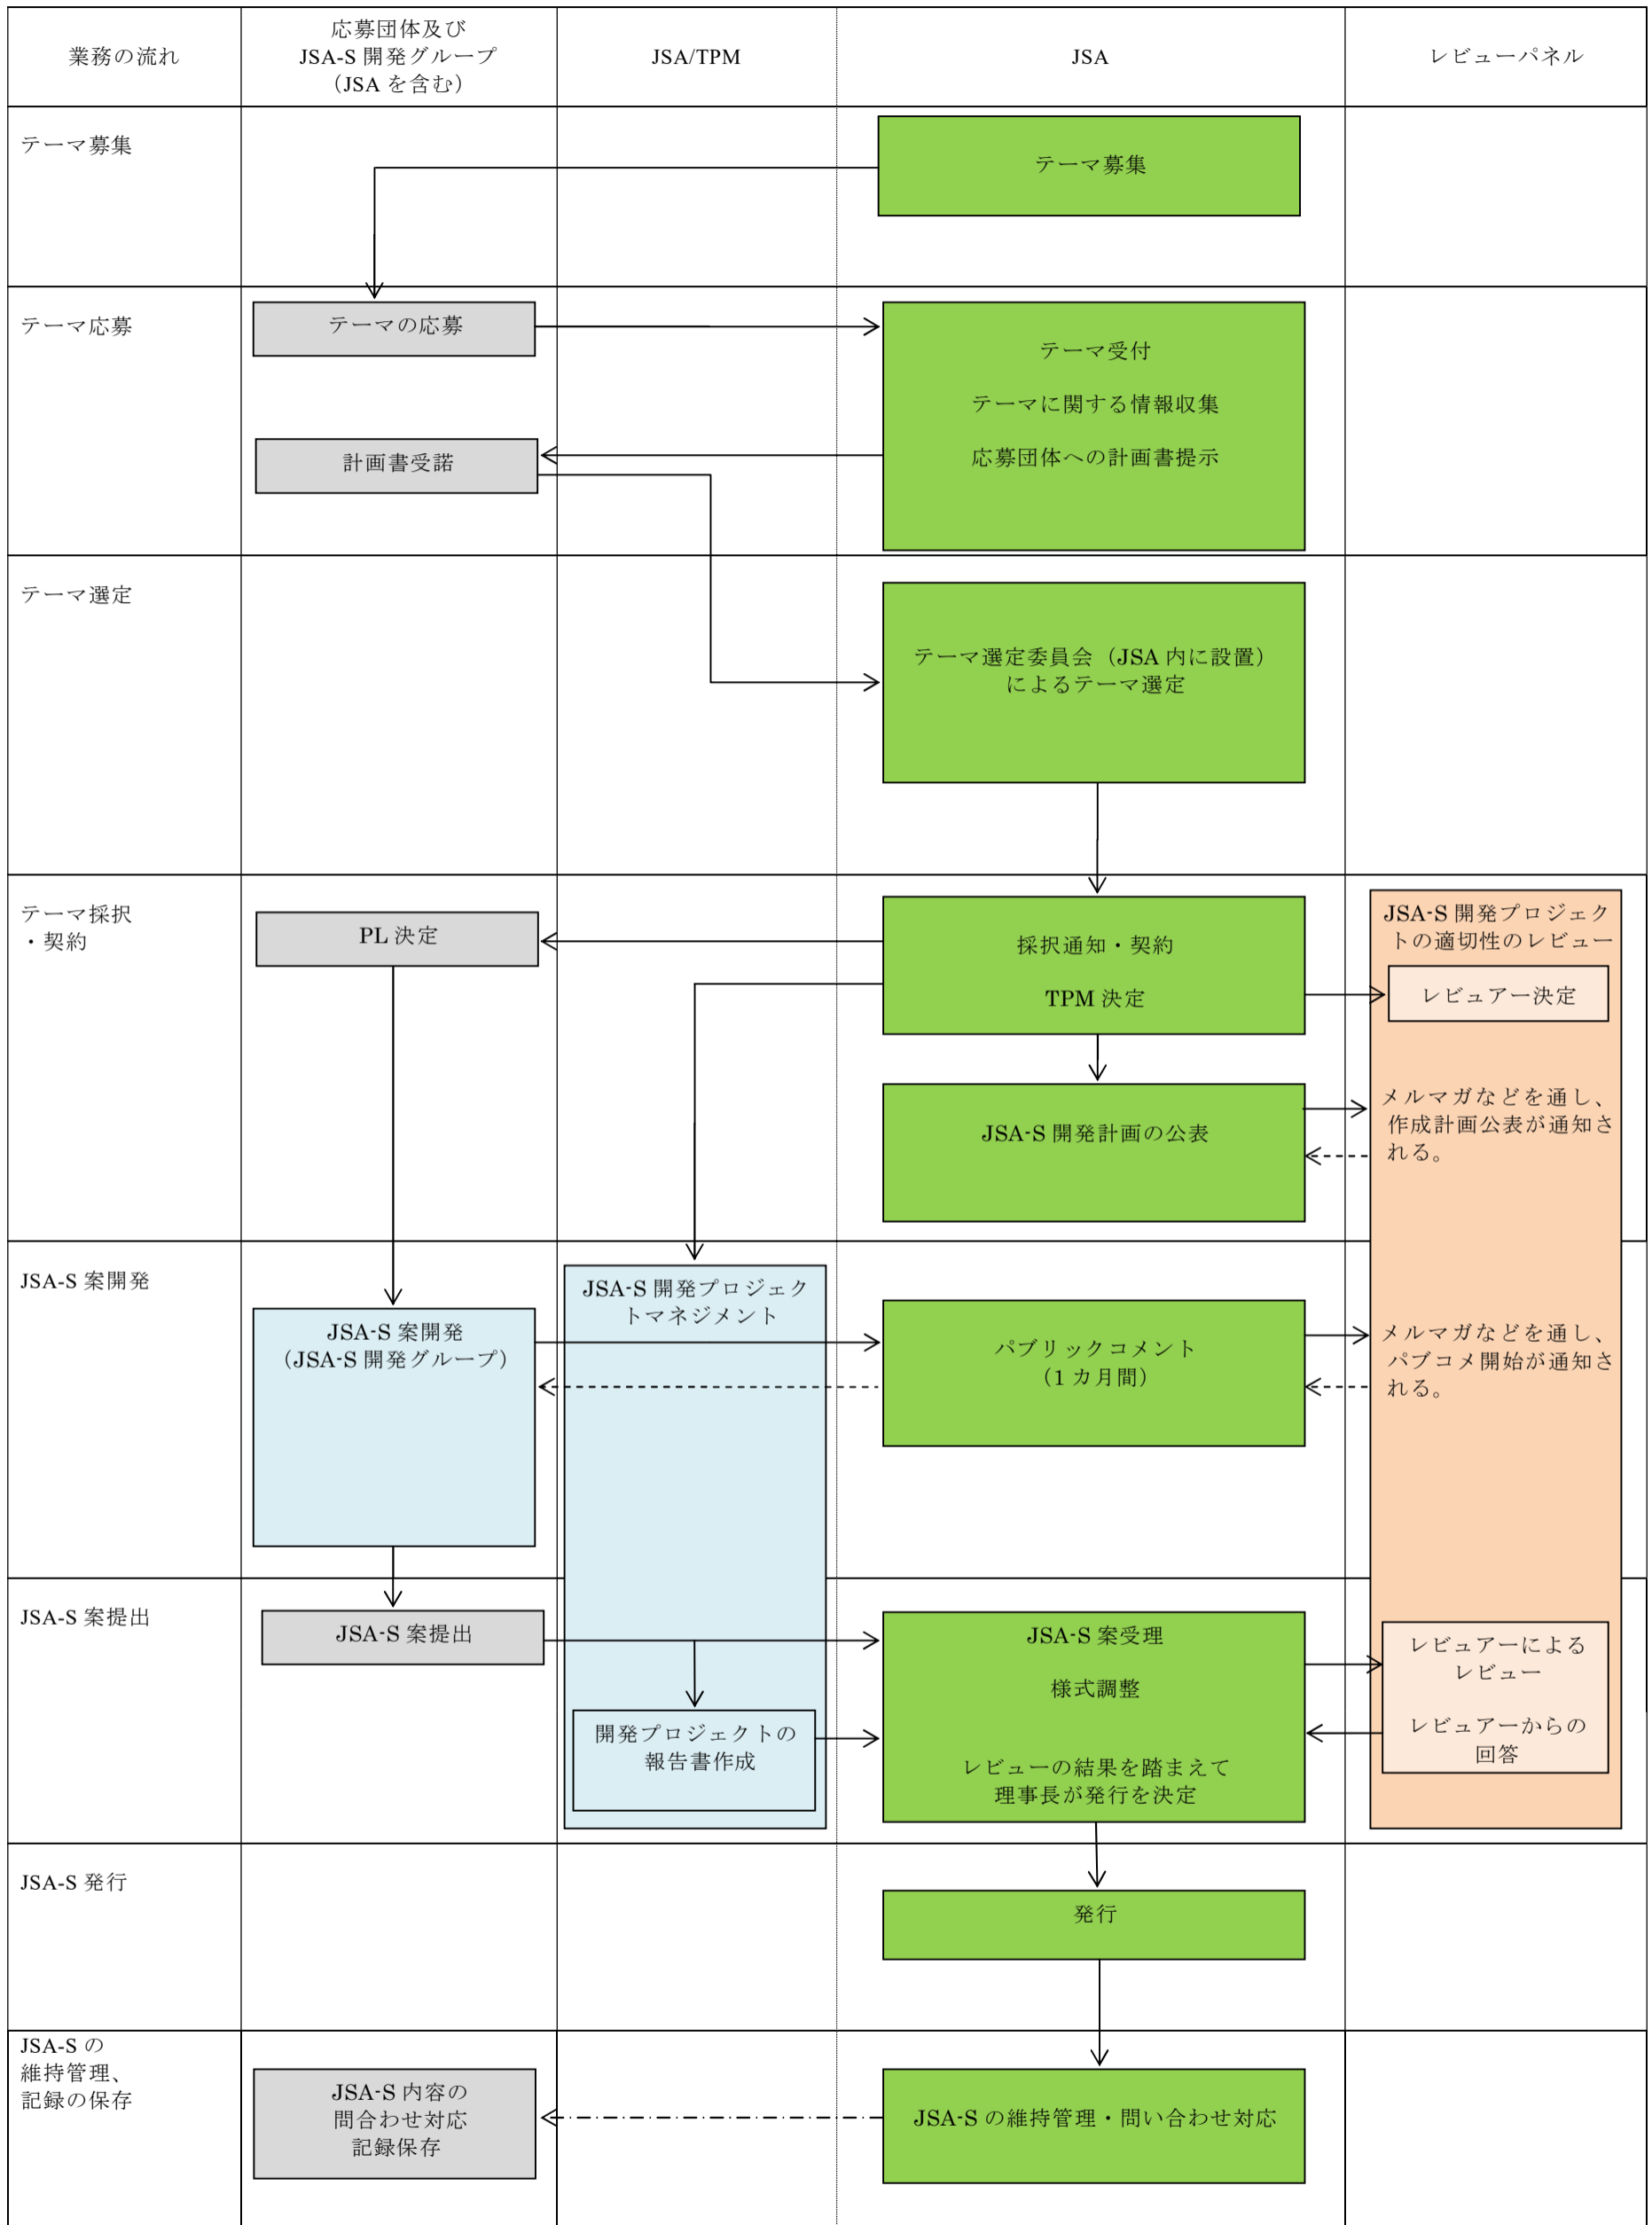 業務の流れ
応募団体及び
JSA-S 開発グループ
（JSA を含む）
JSA/TPM
JSA
レビューパネル
テーマ募集
テーマ募集
テーマ応募
テーマの応募
テーマ受付
テーマに関する情報収集
応募団体への計画書提示
計画書受諾
テーマ選定
テーマ選定委員会（JSA 内に設置）
によるテーマ選定
テーマ採択
・契約
PL 決定
採択通知・契約
TPM 決定
JSA-S 開発プロジェク
トの適切性のレビュー
レビュアー決定
JSA-S 開発計画の公表
メルマガなどを通し、
作成計画公表が通知さ
れる。
JSA-S 案開発
JSA-S 案開発
（JSA-S 開発グループ）
JSA-S 開発プロジェク
トマネジメント
パブリックコメント
（1 カ月間）
メルマガなどを通し、
パブコメ開始が通知さ
れる。
JSA-S 案提出
JSA-S 案提出
開発プロジェクトの
報告書作成
JSA-S 案受理
様式調整
レビューの結果を踏まえて
理事長が発行を決定
レビュアーによる
レビュー
レビュアーからの
回答
JSA-S 発行
発行
JSA-S の
維持管理、
記録の保存
JSA-S 内容の
問合わせ対応
記録保存
JSA-S の維持管理・問い合わせ対応